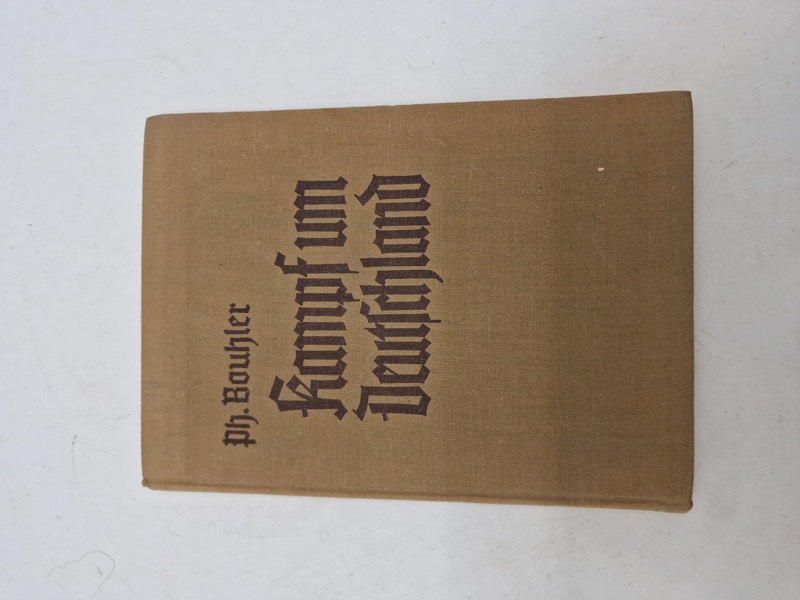 Ph. Bouhler
Kampf um
Deutschland